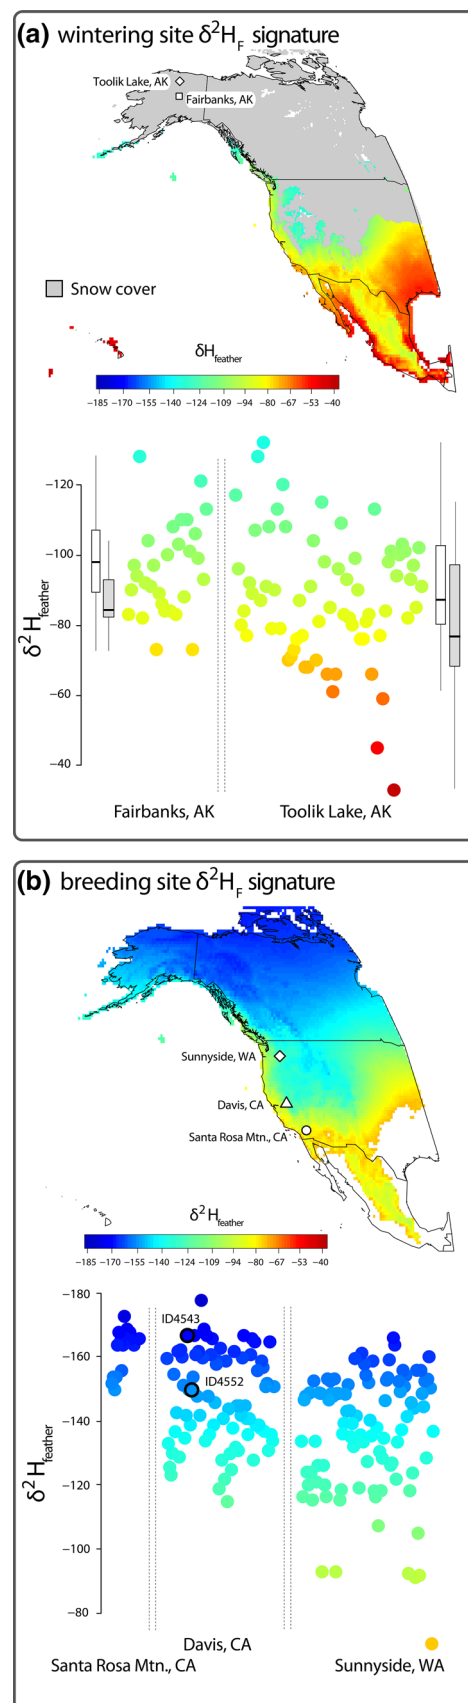 (a) wintering site δ²H_F signature
Toolik Lake, AK
Fairbanks, AK
Snow cover
δH_feather
−185 −170 −155 −140 −124 −109 −94 −80 −67 −53 −40
δ²H_feather
−120
−100
−80
−60
−40
Fairbanks, AK Toolik Lake, AK
(b) breeding site δ²H_F signature
Sunnyside, WA
Davis, CA
Santa Rosa Mtn., CA
δ²H_feather
−185 −170 −155 −140 −124 −109 −94 −80 −67 −53 −40
δ²H_feather
−180
ID4543
−160
ID4552
−140
−120
−100
−80
Davis, CA
Santa Rosa Mtn., CA Sunnyside, WA